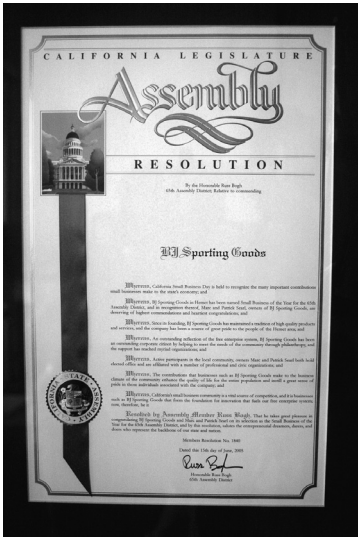 CALIFORNIA LEGISLATURE
Assembly
RESOLUTION
By the Honorable Russ Bogh
65th Assembly District; Relative to commending
BJ Sporting Goods
Whereas, California Small Business Day is held to recognize the many important contributions
small businesses make to the state's economy; and
Whereas, BJ Sporting Goods in Hemet has been named Small Business of the Year for the 65th
Assembly District, and in recognition thereof, Marc and Patrick Searl, owners of BJ Sporting Goods, are
deserving of highest commendations and heartiest congratulations; and
Whereas, Since its founding, BJ Sporting Goods has maintained a tradition of high quality products
and services, and the company has been a source of great pride to the people of the Hemet area; and
Whereas, An outstanding reflection of the free enterprise system, BJ Sporting Goods has been
an outstanding corporate citizen by helping to meet the needs of the community through philanthropy, and
the support has reached myriad organizations; and
Whereas, Active participants in the local community, owners Marc and Patrick Searl both hold
elected office and are affiliated with a number of professional and civic organizations; and
Whereas, The contributions that businesses such as BJ Sporting Goods make to the business
climate of the community enhance the quality of life for the entire population and instill a great sense of
pride in those individuals associated with the company; and
Whereas, California's small business community is a vital source of competition, and it is businesses
such as BJ Sporting Goods that form the foundation for innovation that fuels our free enterprise system;
now, therefore, be it
Resolved by Assembly Member Russ Bogh, That he takes great pleasure in
congratulating BJ Sporting Goods and Marc and Patrick Searl on its selection as the Small Business of the
Year for the 65th Assembly District, and by this resolution, salutes the entrepreneurial dreamers, doers, and
doers who represent the backbone of our state and nation.
Members Resolution No.
Dated this 13th day of June, 2005
Russ Bogh
Honorable Russ Bogh
65th Assembly District
CALIFORNIA STATE ASSEMBLY